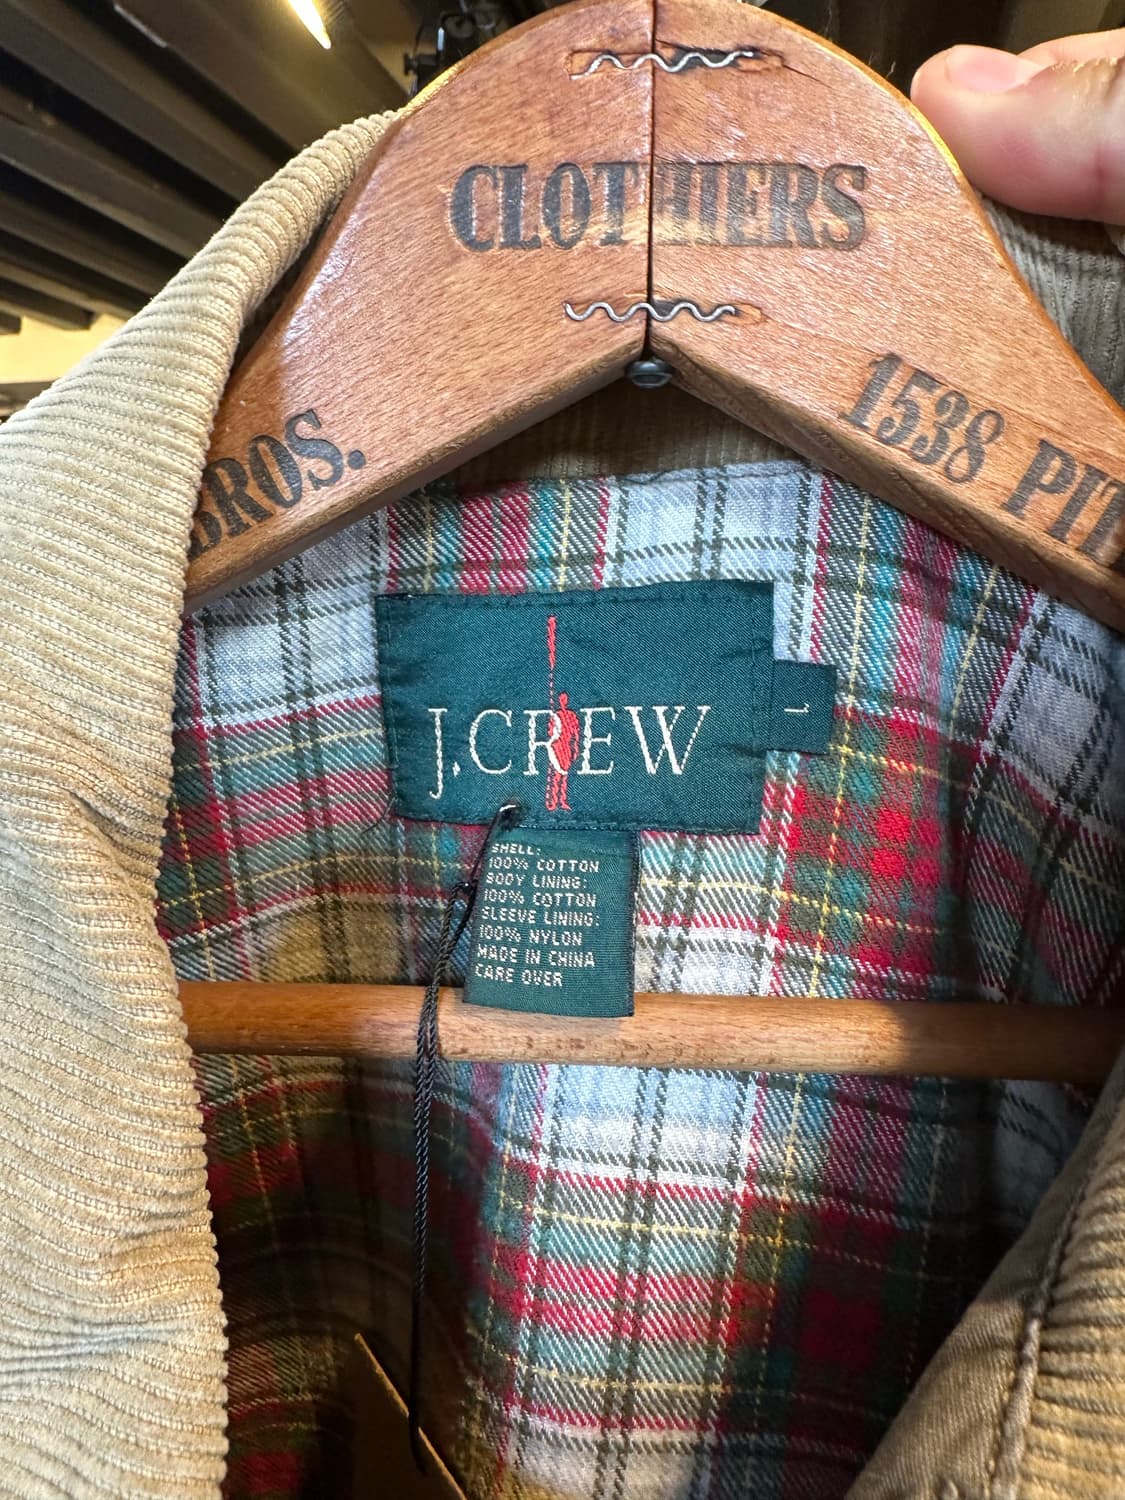 CLOTHIERS
BROS.
1538 PIT
J.CREW
L
SHELL:
100% COTTON
BODY LINING:
100% COTTON
SLEEVE LINING:
100% NYLON
MADE IN CHINA
CARE OVER